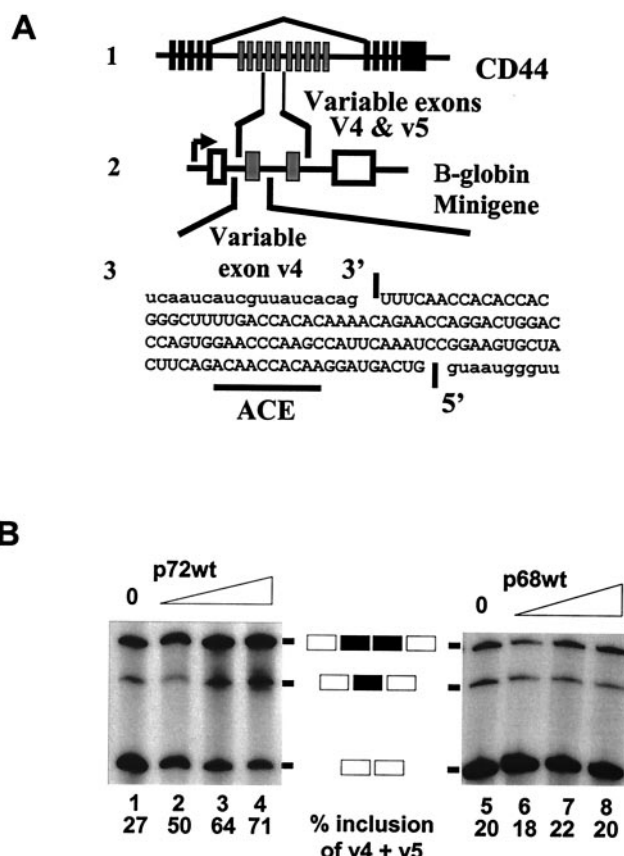 A
1
CD44
Variable exons
V4 & v5
2
B-globin
Minigene
Variable
exon v4
3
3'
ucaaucaucguuaucacag UUUCAACCACACCAC
GGGCUUUUGACCACACAAAACAGAACCAGGACUGGAC
CCAGUGGAACCCAAGCCAUUCAAAUCCGGAAGUGCUA
CUUCAGACAACCACAAGGAUGACUG guaauggguu
ACE
5'
B
p72wt
0
p68wt
0
1 2 3 4
27 50 64 71
% inclusion
of v4 + v5
5 6 7 8
20 18 22 20